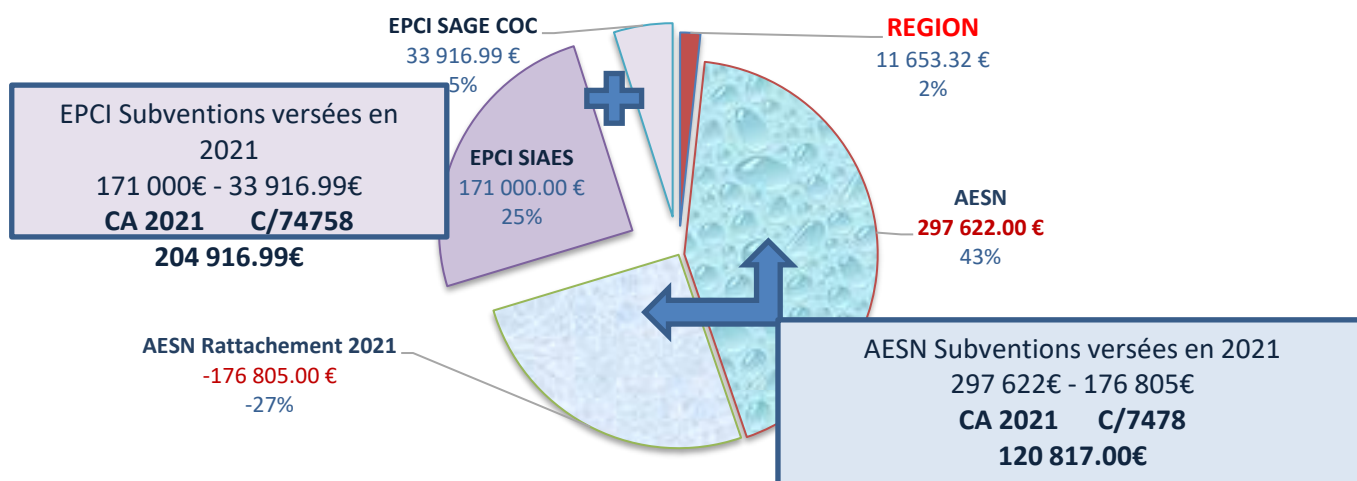 EPCI SAGE COC
33 916.99 €
5%
REGION
11 653.32 €
2%
EPCI Subventions versées en
2021
171 000€ - 33 916.99€
CA 2021 C/74758
204 916.99€
EPCI SIAES
171 000.00 €
25%
AESN
297 622.00 €
43%
AESN Rattachement 2021
-176 805.00 €
-27%
AESN Subventions versées en 2021
297 622€ - 176 805€
CA 2021 C/7478
120 817.00€